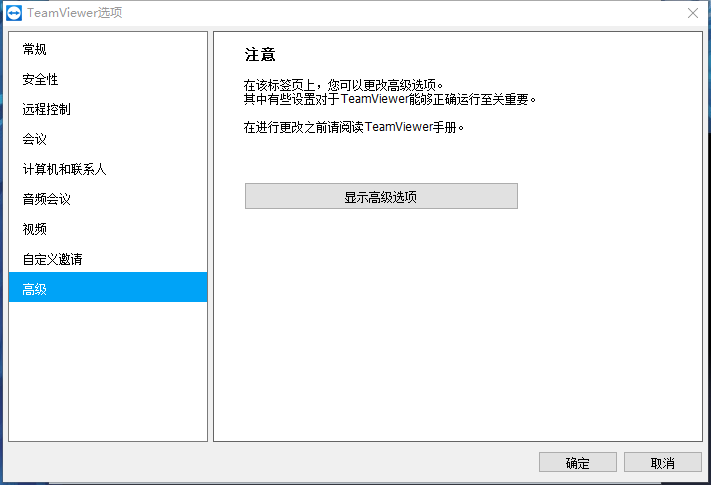 TeamViewer选项
常规
安全性
远程控制
会议
计算机和联系人
音频会议
视频
自定义邀请
高级
注意
在该标签页上，您可以更改高级选项。
其中有些设置对于TeamViewer能够正确运行至关重要。
在进行更改之前请阅读TeamViewer手册。
显示高级选项
确定
取消